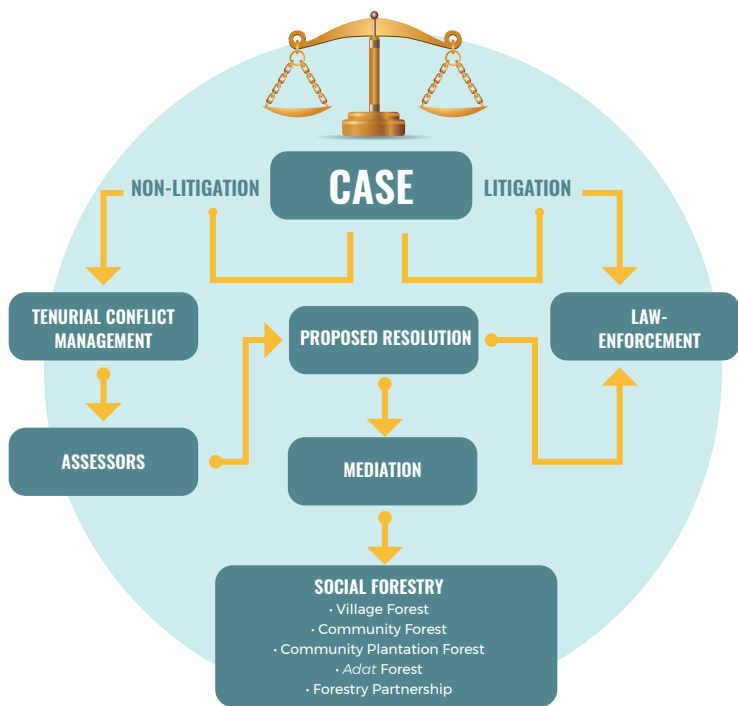 NON-LITIGATION
CASE
LITIGATION
TENURIAL CONFLICT
MANAGEMENT
PROPOSED RESOLUTION
LAW-
ENFORCEMENT
ASSESSORS
MEDIATION
SOCIAL FORESTRY
• Village Forest
• Community Forest
• Community Plantation Forest
• Adat Forest
• Forestry Partnership